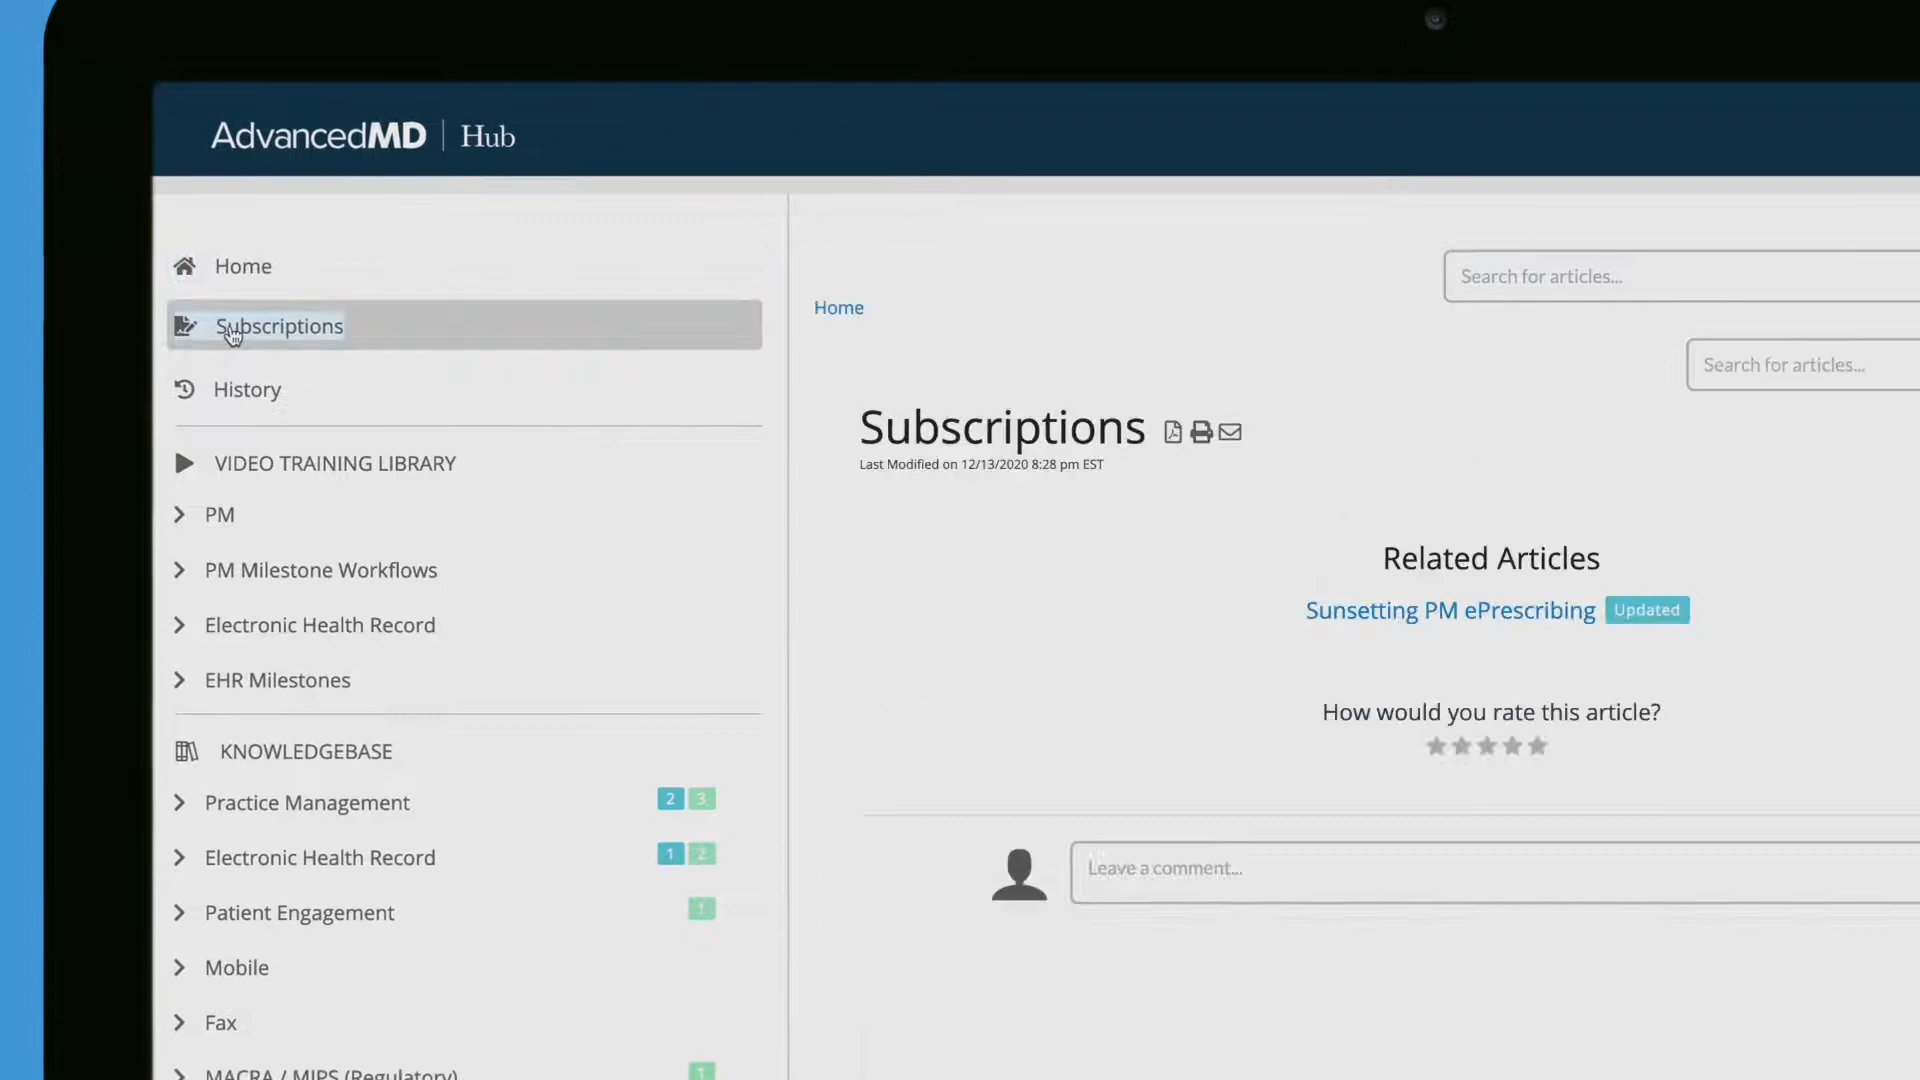 AdvancedMD | Hub
Home
Subscriptions
History
VIDEO TRAINING LIBRARY
PM
PM Milestone Workflows
Electronic Health Record
EHR Milestones
KNOWLEDGEBASE
Practice Management 2 3
Electronic Health Record 1 2
Patient Engagement 1
Mobile
Fax
MACRA / MIPS (Regulatory) 1
Search for articles...
Home
Search for articles...
Subscriptions
Last Modified on 12/13/2020 8:28 pm EST
Related Articles
Sunsetting PM ePrescribing Updated
How would you rate this article?
Leave a comment...